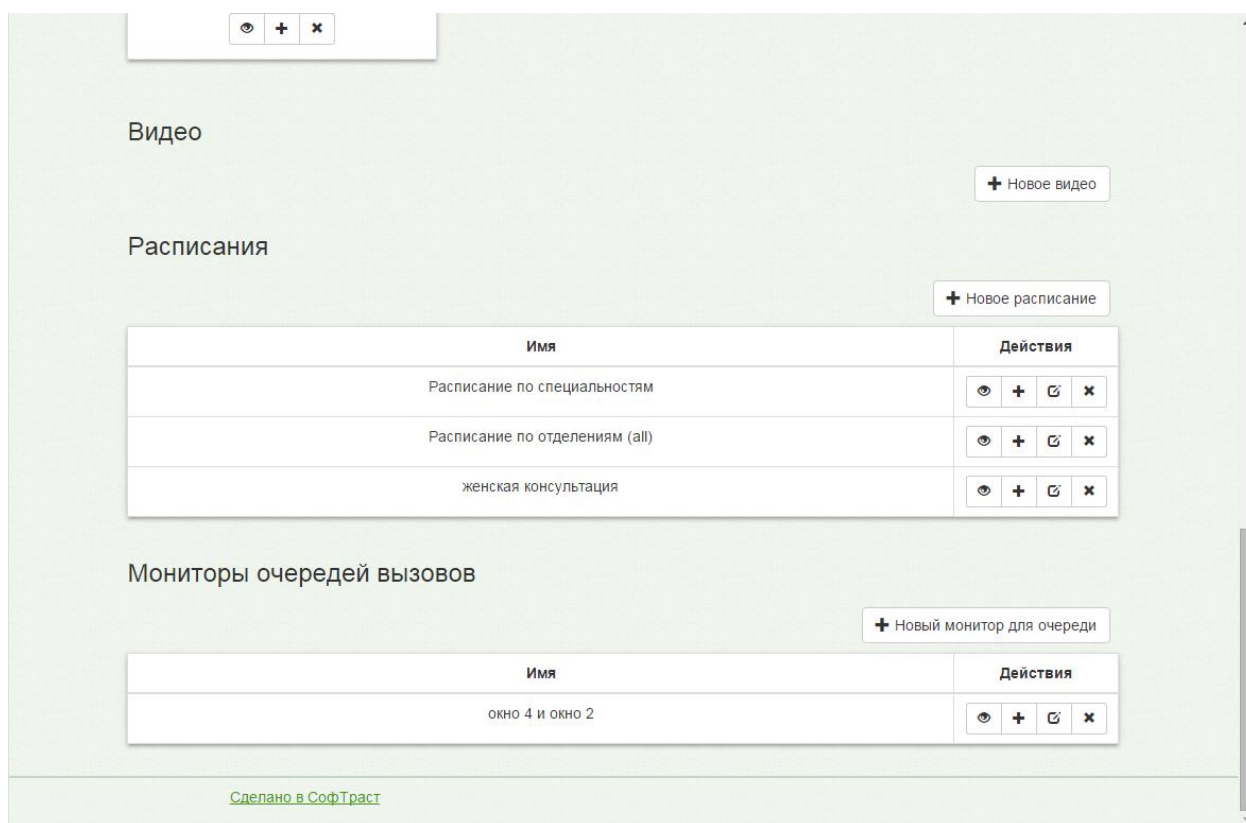 Видео
Новое видео
Расписания
Новое расписание
Имя Действия
Расписание по специальностям
Расписание по отделениям (all)
женская консультация
Мониторы очередей вызовов
Новый монитор для очереди
Имя Действия
окно 4 и окно 2
Сделано в СофТраст